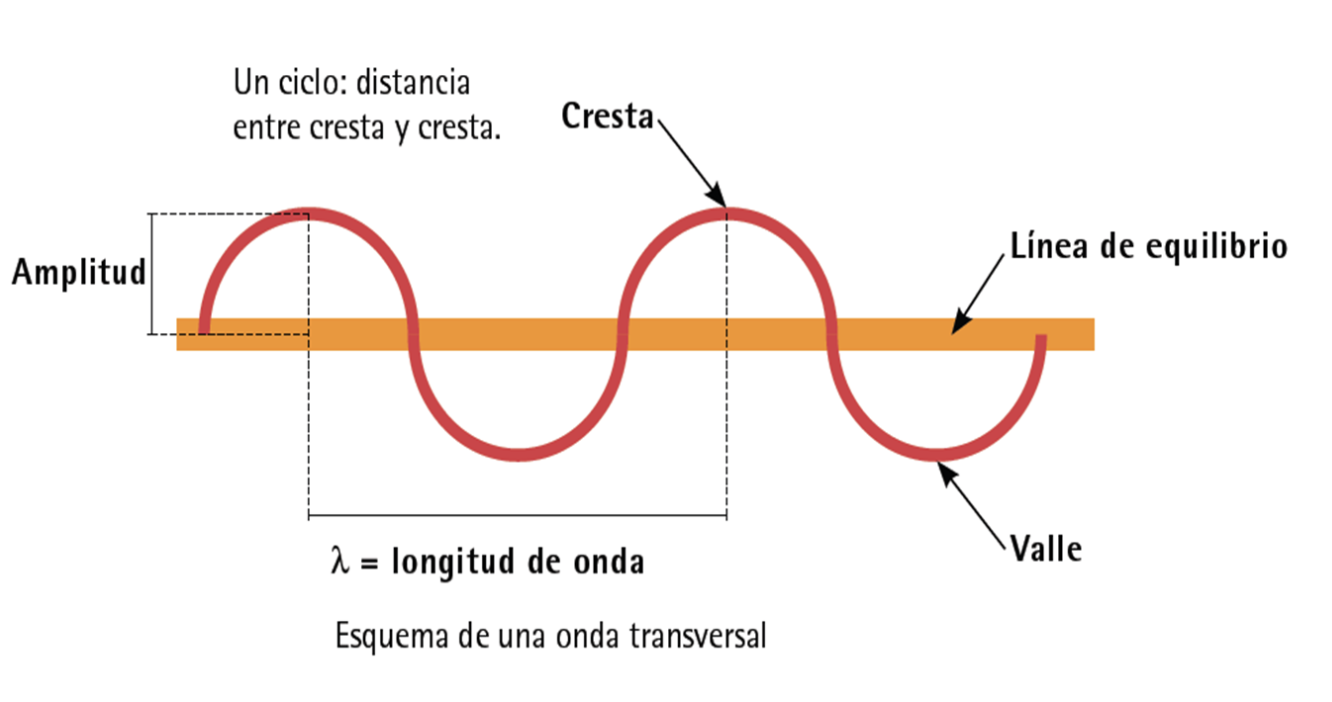 Un ciclo: distancia
entre cresta y cresta.
Cresta
Línea de equilibrio
Amplitud
Valle
λ = longitud de onda
Esquema de una onda transversal